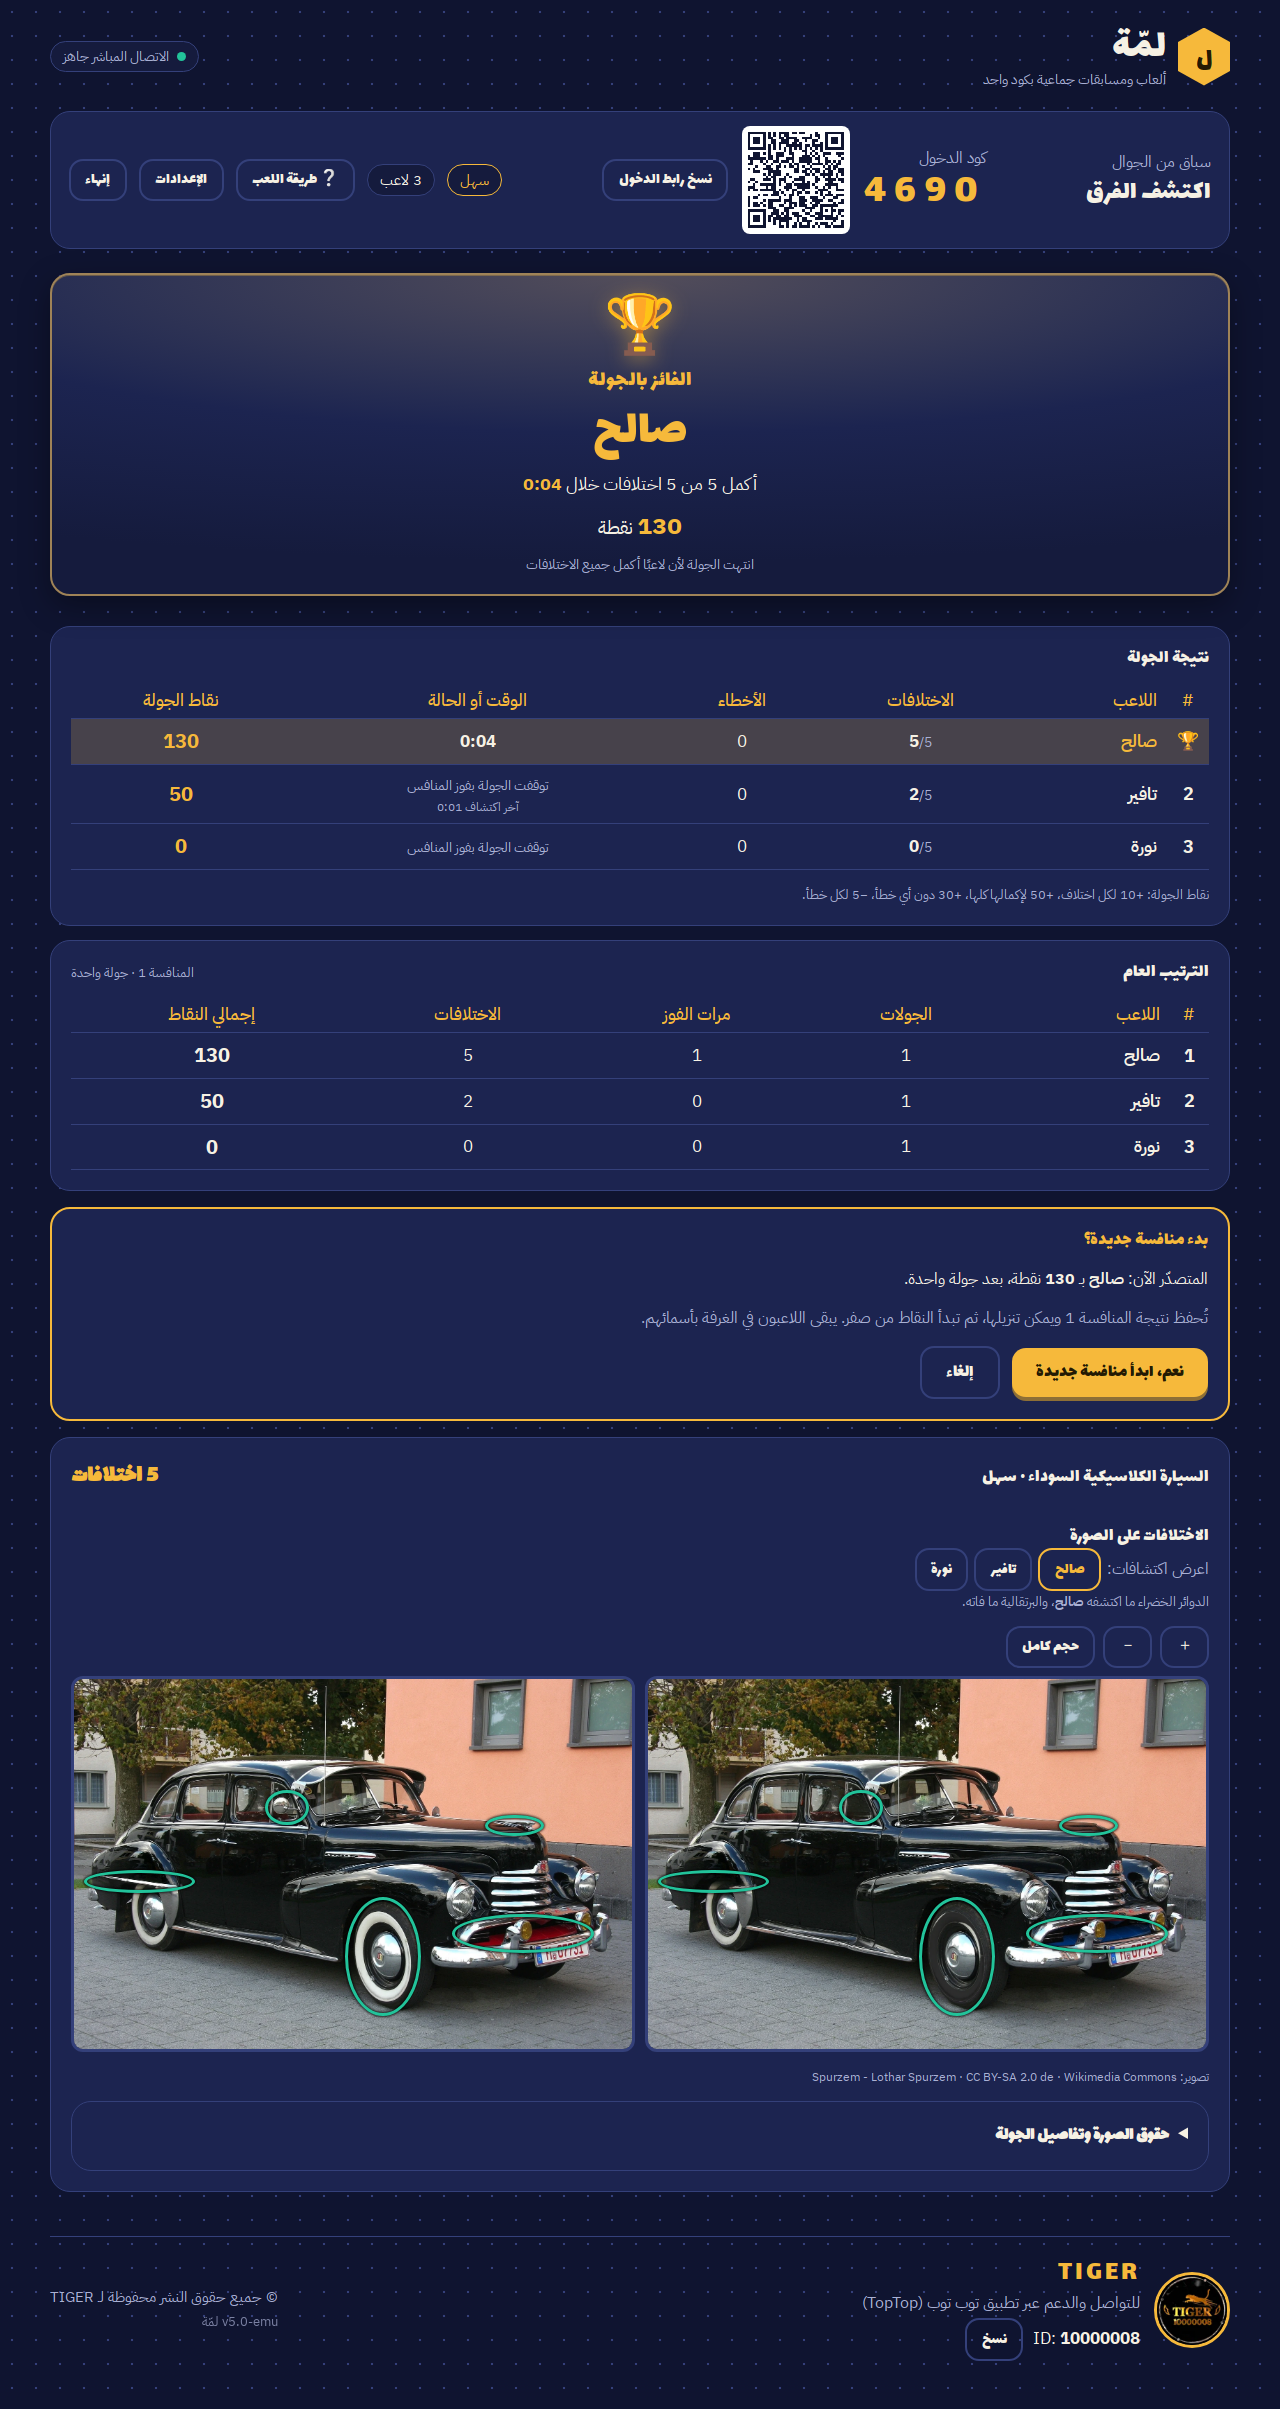 ل
لمّة
ألعاب ومسابقات جماعية بكود واحد
الاتصال المباشر جاهز
سباق من الجوال
اكتشف الفرق
كود الدخول
4690
نسخ رابط الدخول
سهل
3 لاعب
❔ طريقة اللعب
الإعدادات
إنهاء
الفائز بالجولة
صالح
أكمل 5 من 5 اختلافات خلال 0:04
130 نقطة
انتهت الجولة لأن لاعبًا أكمل جميع الاختلافات
نتيجة الجولة
# اللاعب الاختلافات الأخطاء الوقت أو الحالة نقاط الجولة
🏆 صالح 5/5 0 0:04 130
2 تافير 2/5 0 توقفت الجولة بفوز المنافس 50
آخر اكتشاف 0:01
3 نورة 0/5 0 توقفت الجولة بفوز المنافس 0
نقاط الجولة: +10 لكل اختلاف، +50 لإكمالها كلها، +30 دون أي خطأ، −5 لكل خطأ.
الترتيب العام
المنافسة 1 · جولة واحدة
# اللاعب الجولات مرات الفوز الاختلافات إجمالي النقاط
1 صالح 1 1 5 130
2 تافير 1 0 2 50
3 نورة 1 0 0 0
بدء منافسة جديدة؟
المتصدّر الآن: صالح بـ 130 نقطة، بعد جولة واحدة.
تُحفظ نتيجة المنافسة 1 ويمكن تنزيلها، ثم تبدأ النقاط من صفر. يبقى اللاعبون في الغرفة بأسمائهم.
نعم، ابدأ منافسة جديدة
إلغاء
السيارة الكلاسيكية السوداء · سهل
5 اختلافات
الاختلافات على الصورة
اعرض اكتشافات: صالح تافير نورة
الدوائر الخضراء ما اكتشفه صالح، والبرتقالية ما فاته.
+ − حجم كامل
تصوير: Spurzem - Lothar Spurzem · CC BY-SA 2.0 de · Wikimedia Commons
◀ حقوق الصورة وتفاصيل الجولة
TIGER
10000008
TIGER
للتواصل والدعم عبر تطبيق توب توب (TopTop)
ID: 10000008
نسخ
© جميع حقوق النشر محفوظة لـ TIGER
لمّة v5.0-emu